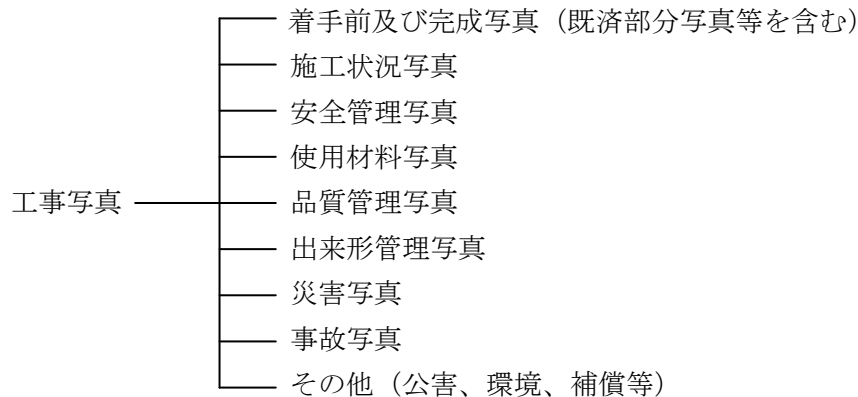 着手前及び完成写真（既済部分写真等を含む）
施工状況写真
安全管理写真
使用材料写真
工事写真
品質管理写真
出来形管理写真
災害写真
事故写真
その他（公害、環境、補償等）